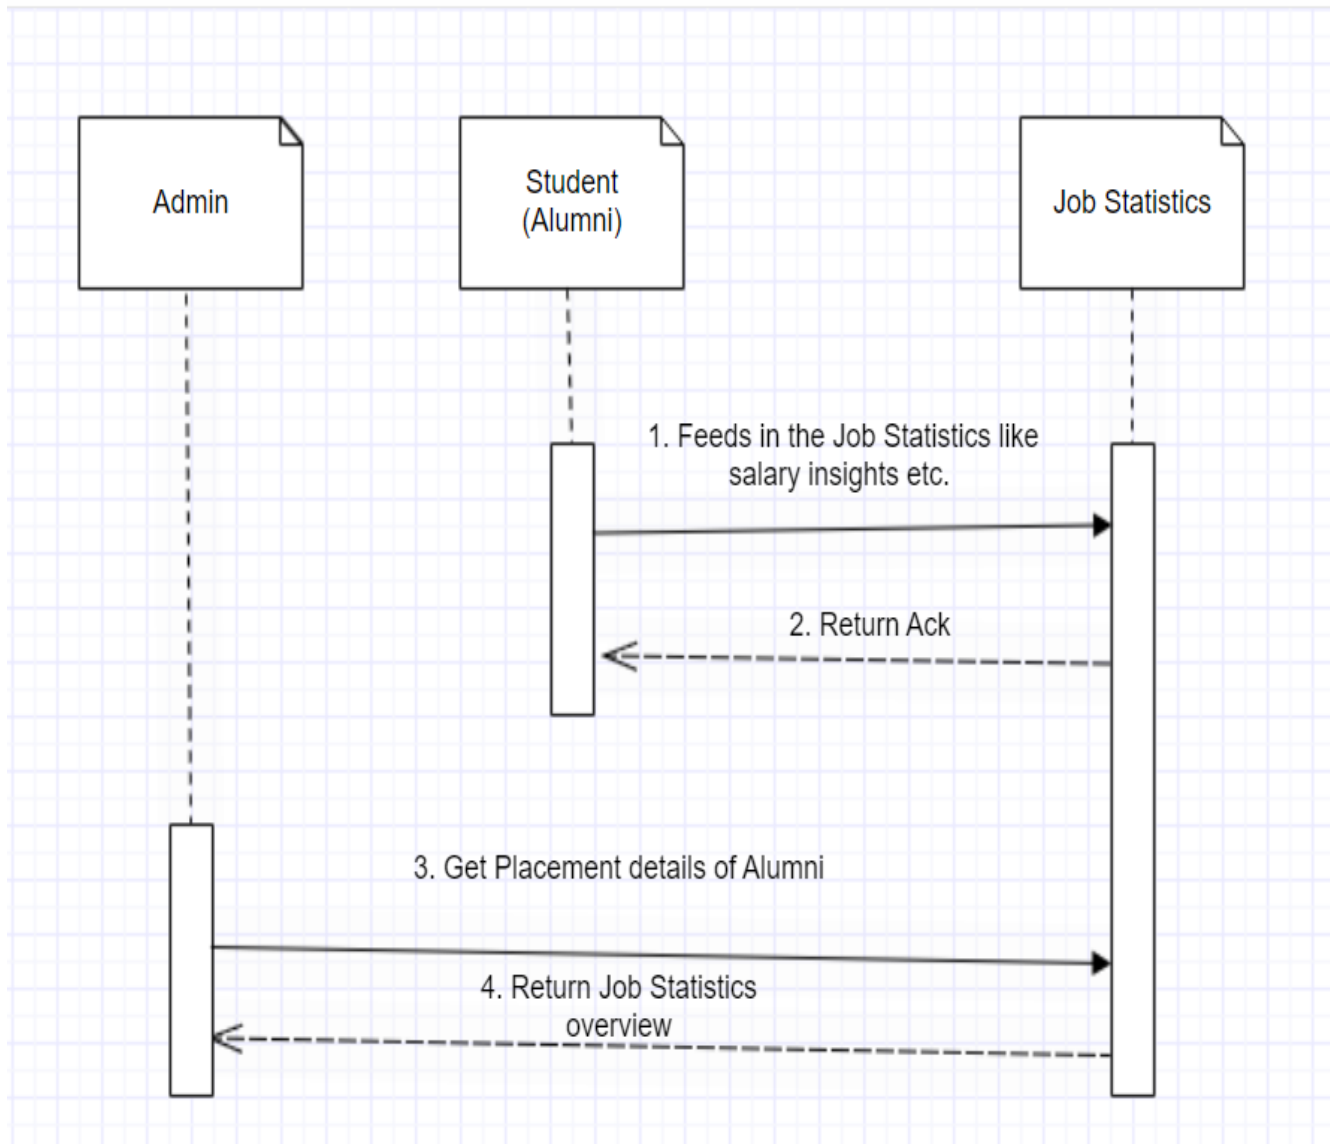 Admin
Student
(Alumni)
Job Statistics
1. Feeds in the Job Statistics like
salary insights etc.
2. Return Ack
3. Get Placement details of Alumni
4. Return Job Statistics
overview